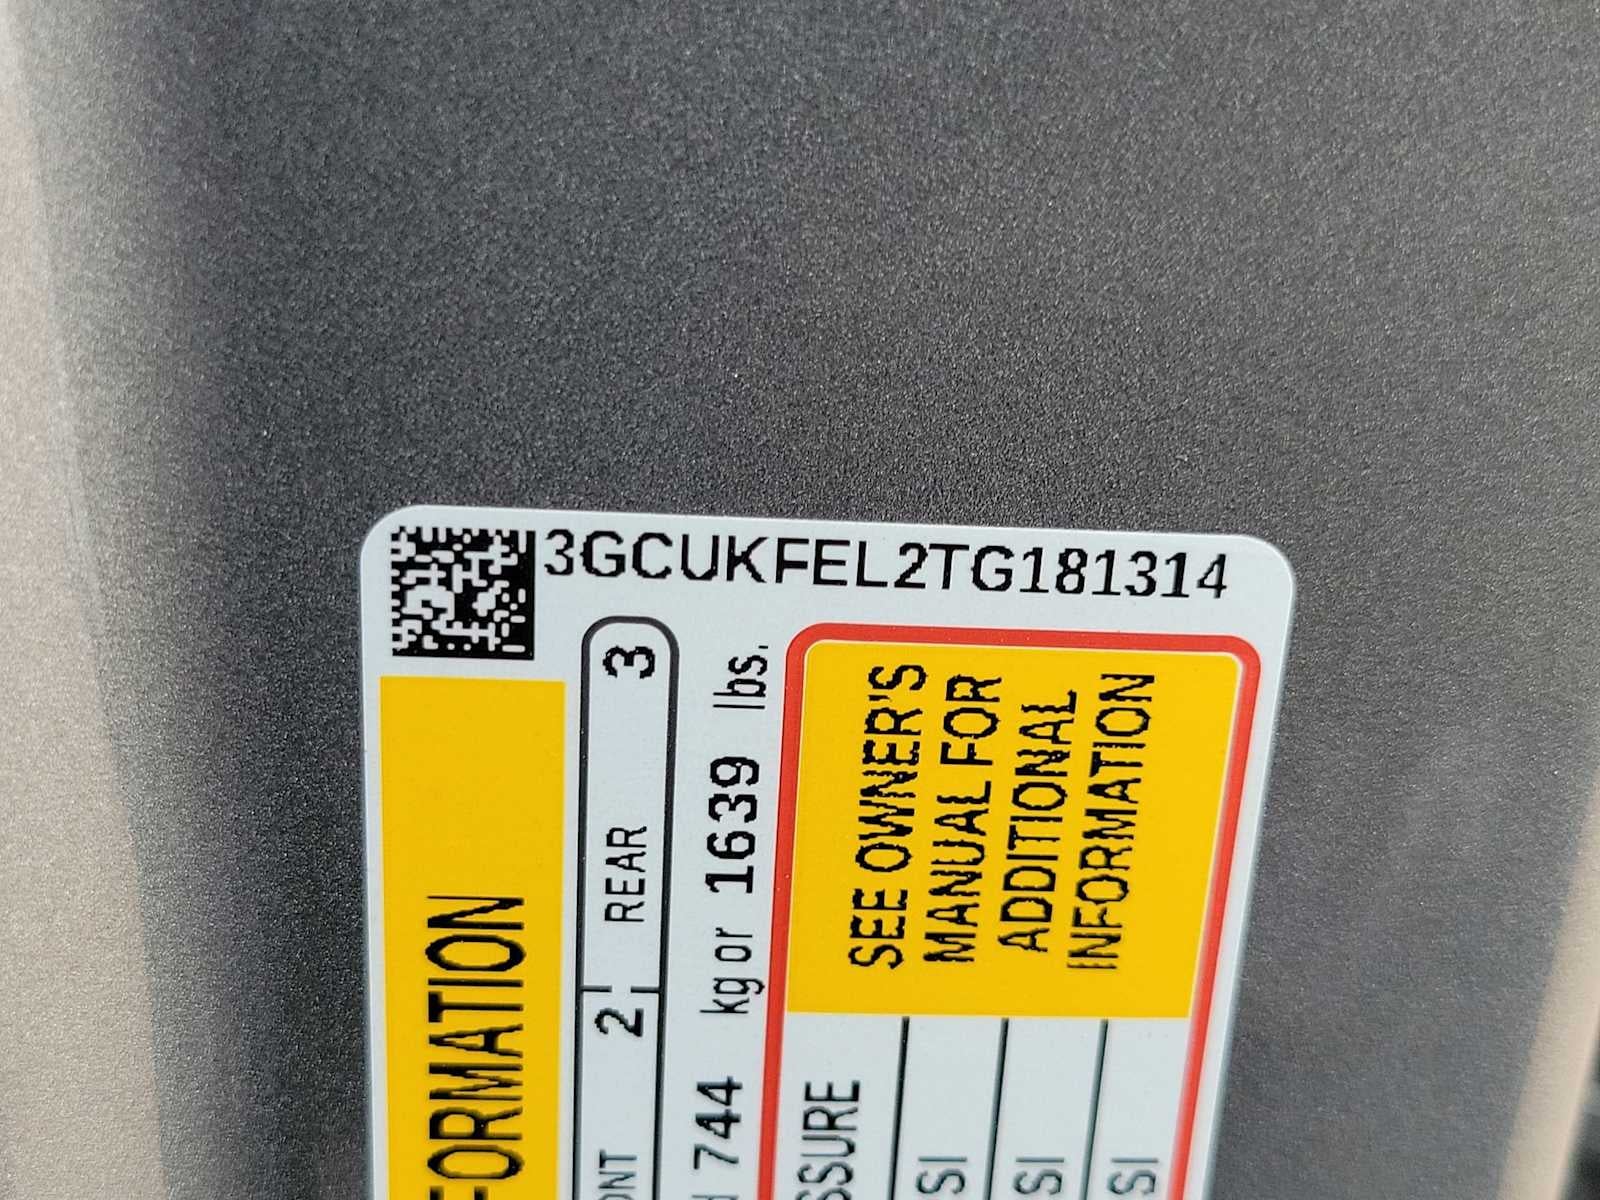 3GCUKFEL2TG181314
FORMATION
ONT 2 REAR 3
744 kg or 1639 lbs.
SSURE
SEE OWNER'S
MANUAL FOR
ADDITIONAL
INFORMATION
SI
SI
SI